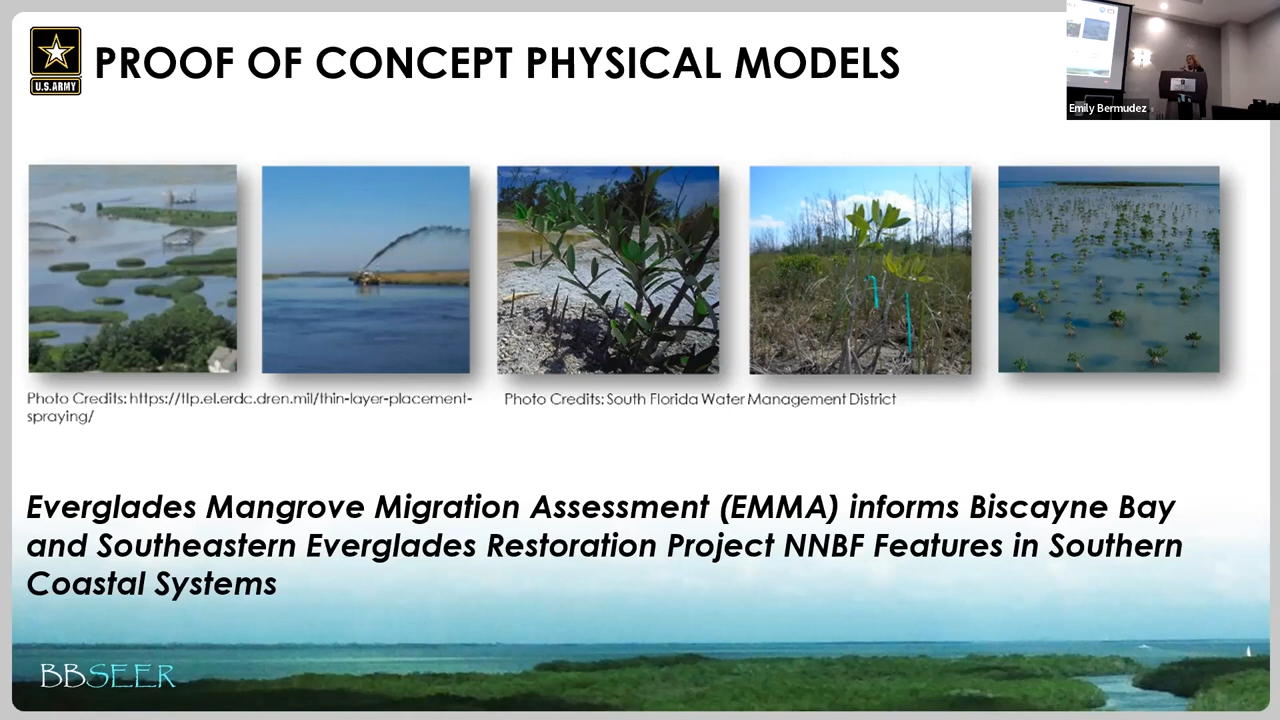 U.S.ARMY
PROOF OF CONCEPT PHYSICAL MODELS
Emily Bermudez
Photo Credits: https://tlp.el.erdc.dren.mil/thin-layer-placement-
spraying/
Photo Credits: South Florida Water Management District
Everglades Mangrove Migration Assessment (EMMA) informs Biscayne Bay
and Southeastern Everglades Restoration Project NNBF Features in Southern
Coastal Systems
BBSEER